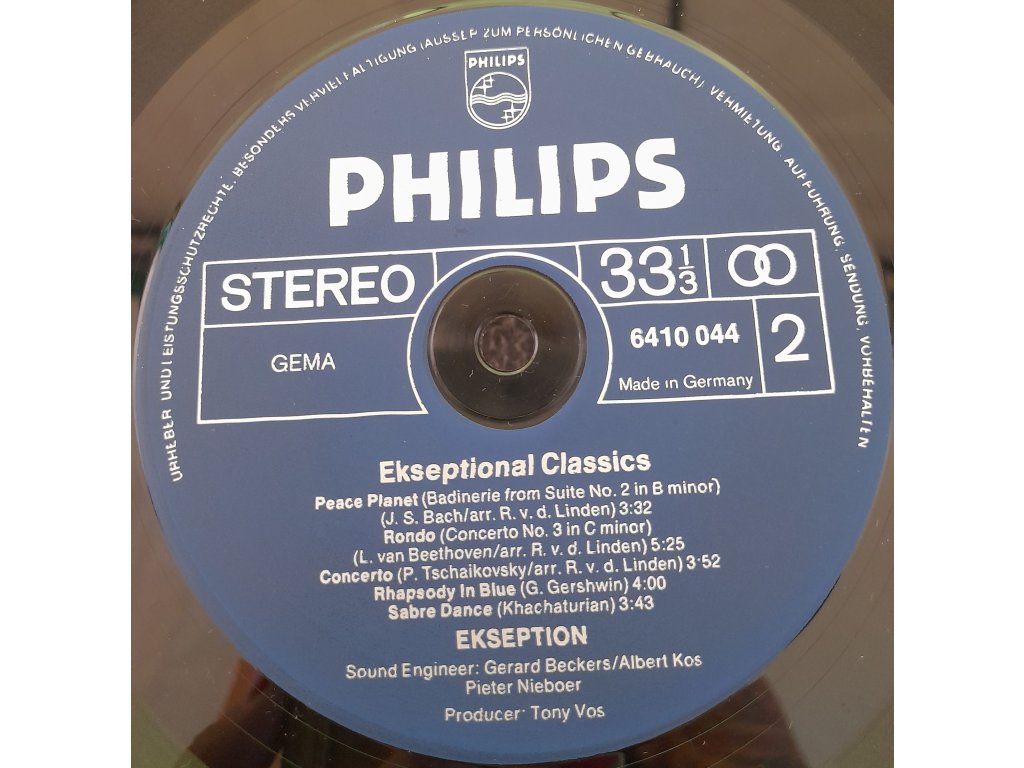 URHEBER UND LEISTUNGSSCHUTZRECHTE, BESONDERS VERVIELFALTIGUNG (AUSSER ZUM PERSÖNLICHEN GEBRAUCH), VERMIETUNG, AUFFUHRUNG, SENDUNG, VORBEHALTEN
PHILIPS
PHILIPS
STEREO
33 1/3
GEMA
6410 044
2
Made in Germany
Ekseptional Classics
Peace Planet (Badinerie from Suite No. 2 in B minor)
(J. S. Bach/arr. R. v. d. Linden) 3:32
Rondo (Concerto No. 3 in C minor)
(L. van Beethoven/arr. R. v. d. Linden) 5:25
Concerto (P. Tschaikovsky/arr. R. v. d. Linden) 3:52
Rhapsody In Blue (G. Gershwin) 4:00
Sabre Dance (Khachaturian) 3:43
EKSEPTION
Sound Engineer: Gerard Beckers/Albert Kos
Pieter Nieboer
Producer: Tony Vos